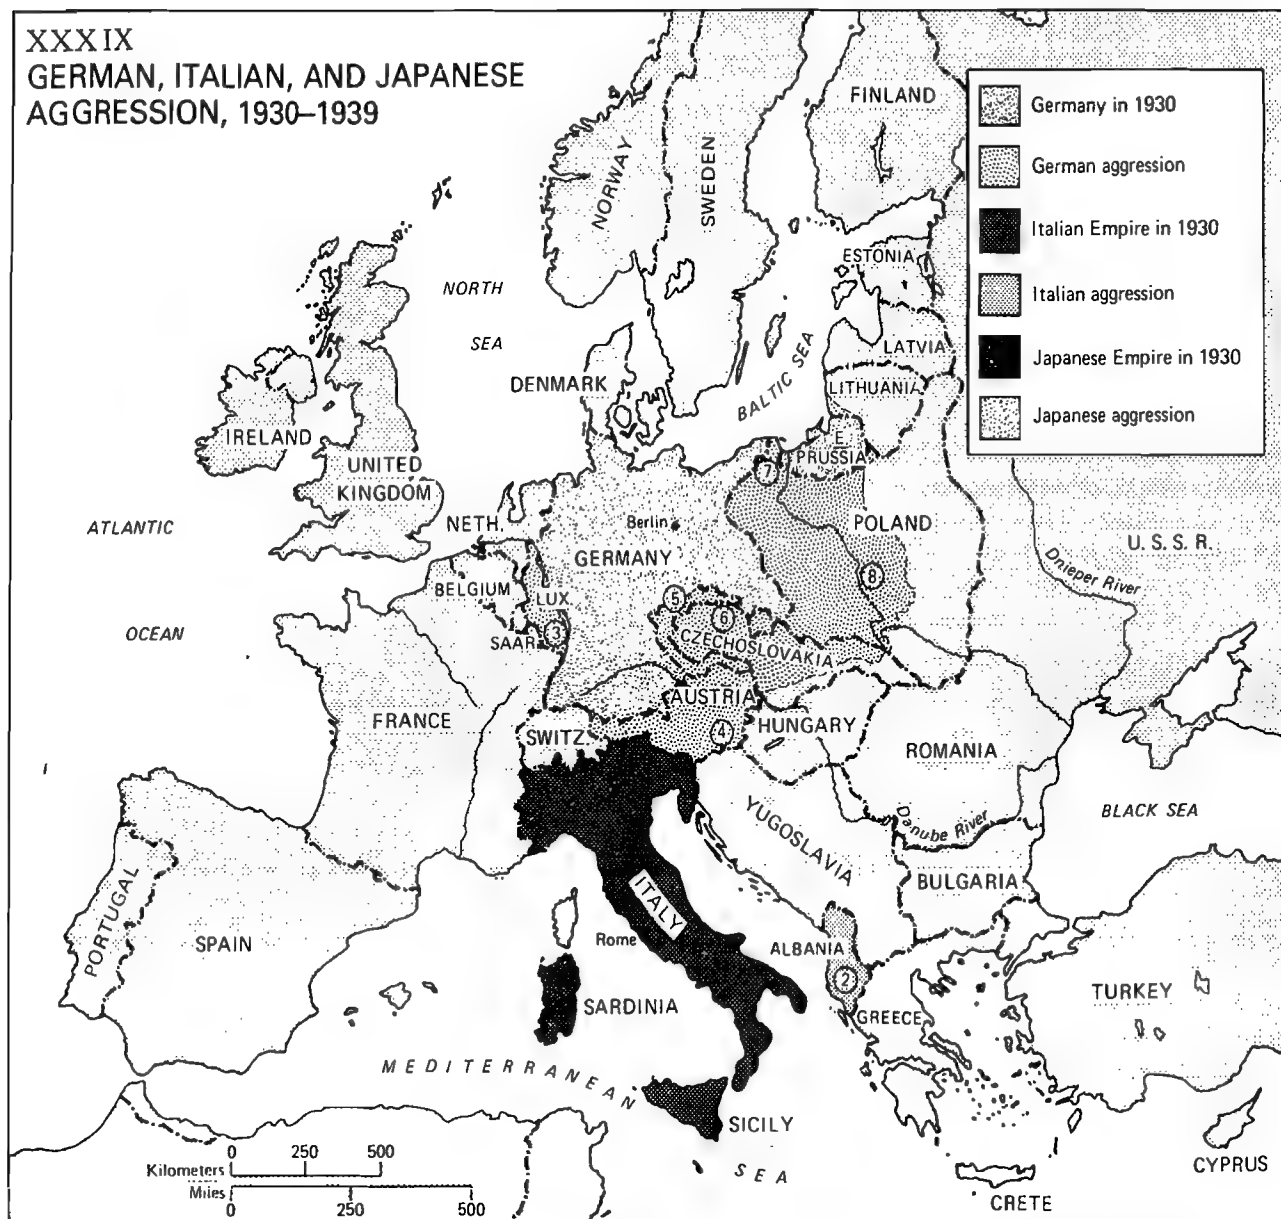 XXXIX
GERMAN, ITALIAN, AND JAPANESE
AGGRESSION, 1930–1939
Germany in 1930
German aggression
Italian Empire in 1930
Italian aggression
Japanese Empire in 1930
Japanese aggression
FINLAND
NORWAY
SWEDEN
ESTONIA
NORTH
SEA
LATVIA
DENMARK
BALTIC SEA
LITHUANIA
IRELAND
E.
PRUSSIA
UNITED
KINGDOM
7
ATLANTIC
NETH.
Berlin
POLAND
U.S.S.R.
GERMANY
Dnieper River
BELGIUM
LUX
8
5
6
OCEAN
SAAR
3
CZECHOSLOVAKIA
AUSTRIA
FRANCE
SWITZ
4
HUNGARY
ROMANIA
YUGOSLAVIA
Danube River
BLACK SEA
BULGARIA
PORTUGAL
SPAIN
ITALY
Rome
ALBANIA
2
SARDINIA
GREECE
TURKEY
MEDITERRANEAN
SEA
SICILY
CYPRUS
CRETE
0 250 500
Kilometers
Miles
0 250 500